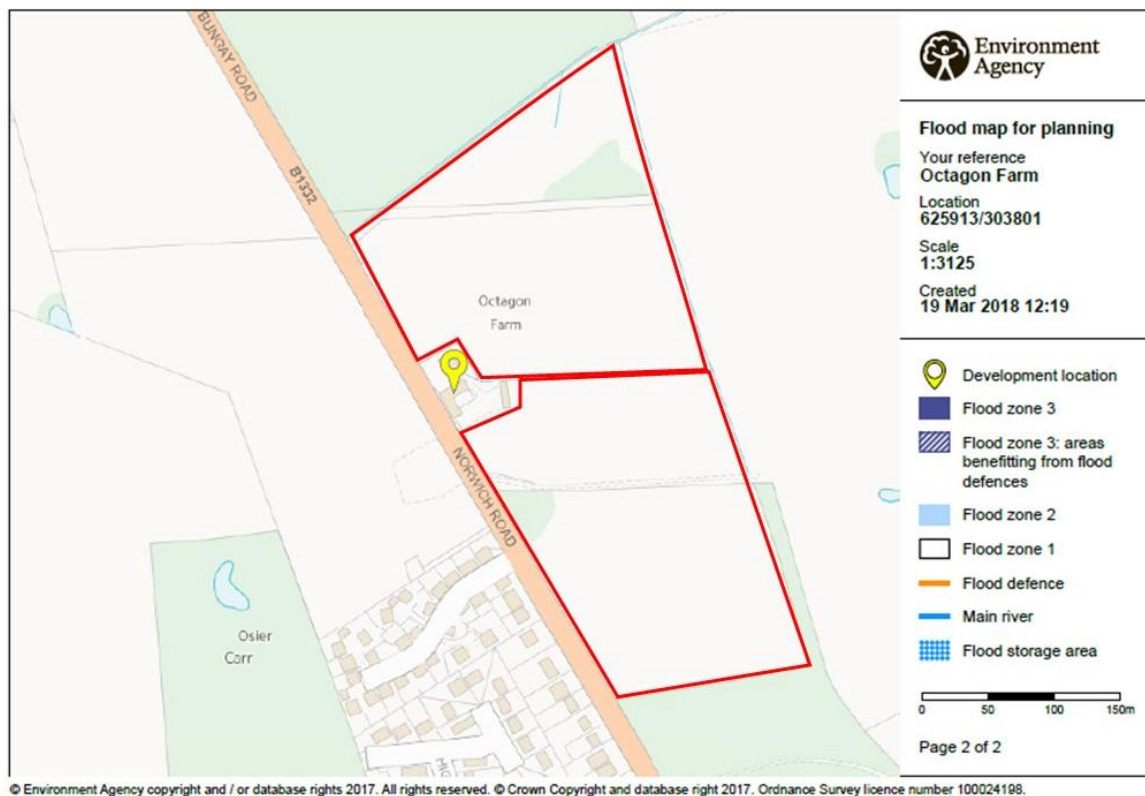 BUNGAY ROAD
B1332
Octagon
Farm
NORWICH ROAD
Osier
Carr
Environment
Agency
Flood map for planning
Your reference
Octagon Farm
Location
625913/303801
Scale
1:3125
Created
19 Mar 2018 12:19
Development location
Flood zone 3
Flood zone 3: areas
benefitting from flood
defences
Flood zone 2
Flood zone 1
Flood defence
Main river
Flood storage area
0 50 100 150m
Page 2 of 2
© Environment Agency copyright and / or database rights 2017. All rights reserved. © Crown Copyright and database right 2017. Ordnance Survey licence number 100024198.